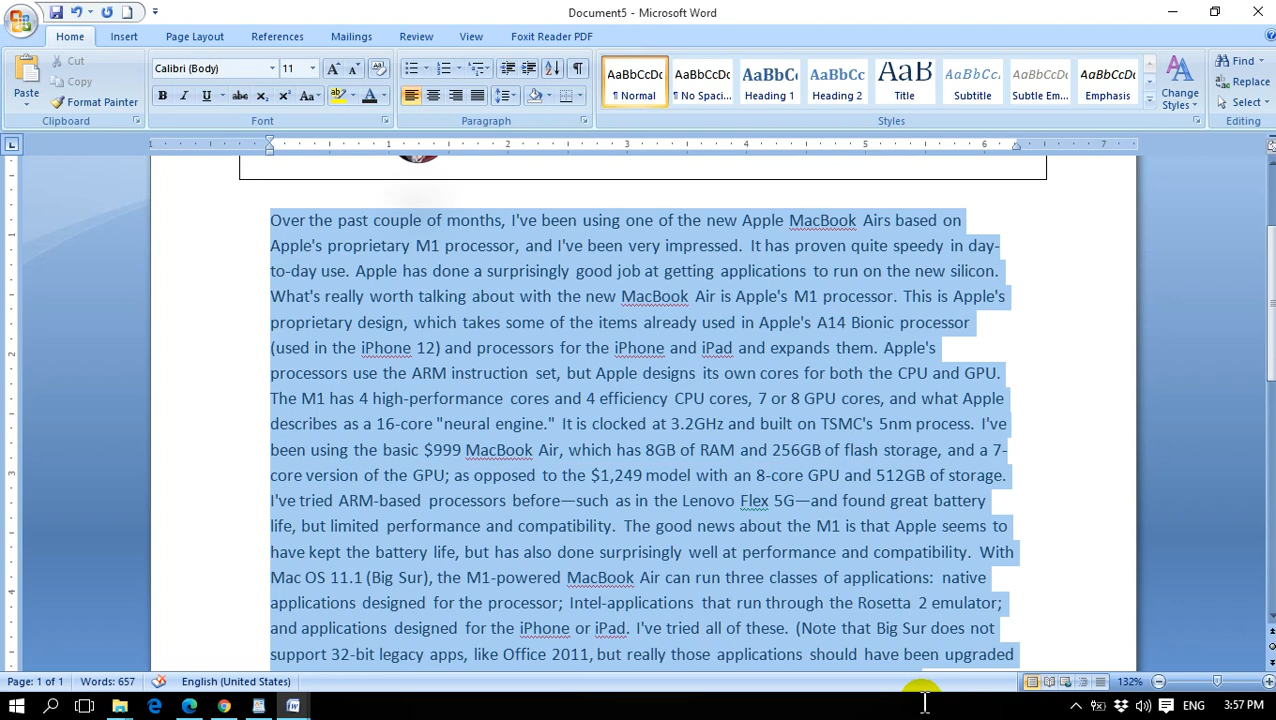 Document5 - Microsoft Word
Home Insert Page Layout References Mailings Review View Foxit Reader PDF
Paste
Cut
Copy
Format Painter
Clipboard
Calibri (Body) 11
Font
Paragraph
AaBbCcDc AaBbCcDc AaBbC AaBbCc AaB AaBbCc. AaBbCcDc AaBbCcDc
¶ Normal ¶ No Spaci... Heading 1 Heading 2 Title Subtitle Subtle Em... Emphasis
Change Styles
Styles
Find
Replace
Select
Editing
1 1 2 3 4 5 6 7
Over the past couple of months, I've been using one of the new Apple MacBook Airs based on
Apple's proprietary M1 processor, and I've been very impressed. It has proven quite speedy in day-
to-day use. Apple has done a surprisingly good job at getting applications to run on the new silicon.
What's really worth talking about with the new MacBook Air is Apple's M1 processor. This is Apple's
proprietary design, which takes some of the items already used in Apple's A14 Bionic processor
(used in the iPhone 12) and processors for the iPhone and iPad and expands them. Apple's
processors use the ARM instruction set, but Apple designs its own cores for both the CPU and GPU.
The M1 has 4 high-performance cores and 4 efficiency CPU cores, 7 or 8 GPU cores, and what Apple
describes as a 16-core "neural engine." It is clocked at 3.2GHz and built on TSMC's 5nm process. I've
been using the basic $999 MacBook Air, which has 8GB of RAM and 256GB of flash storage, and a 7-
core version of the GPU; as opposed to the $1,249 model with an 8-core GPU and 512GB of storage.
I've tried ARM-based processors before—such as in the Lenovo Flex 5G—and found great battery
life, but limited performance and compatibility. The good news about the M1 is that Apple seems to
have kept the battery life, but has also done surprisingly well at performance and compatibility. With
Mac OS 11.1 (Big Sur), the M1-powered MacBook Air can run three classes of applications: native
applications designed for the processor; Intel-applications that run through the Rosetta 2 emulator;
and applications designed for the iPhone or iPad. I've tried all of these. (Note that Big Sur does not
support 32-bit legacy apps, like Office 2011, but really those applications should have been upgraded
Page: 1 of 1 Words: 657 English (United States) 132%
ENG 3:57 PM